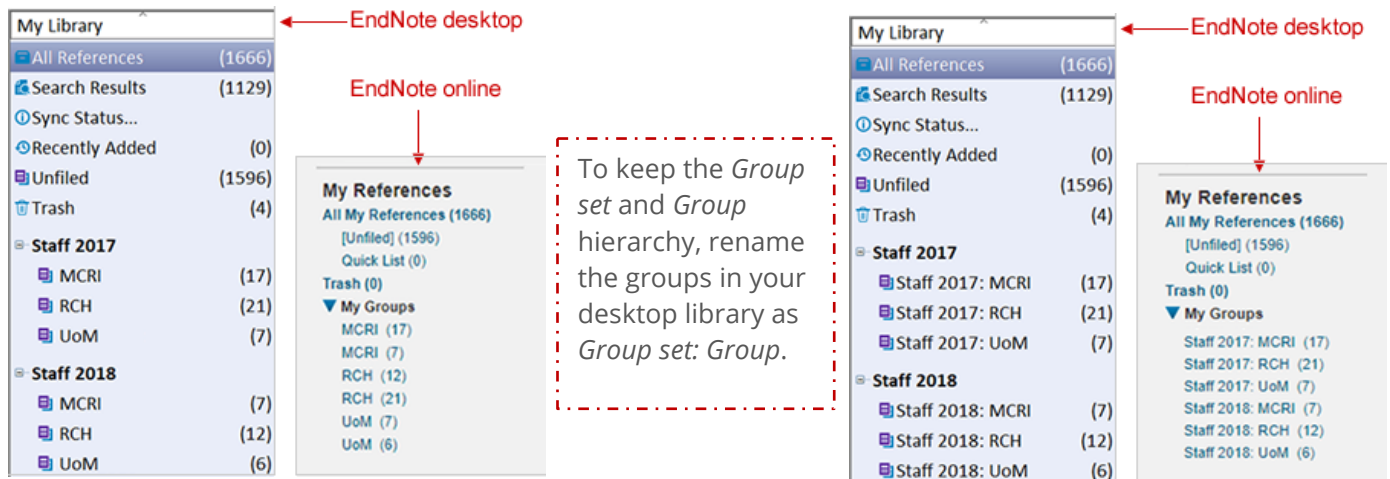 My Library
All References (1666)
Search Results (1129)
Sync Status...
Recently Added (0)
Unfiled (1596)
Trash (4)
Staff 2017
MCRI (17)
RCH (21)
UoM (7)
Staff 2018
MCRI (7)
RCH (12)
UoM (6)
EndNote desktop
EndNote online
My References
All My References (1666)
[Unfiled] (1596)
Quick List (0)
Trash (0)
My Groups
MCRI (17)
MCRI (7)
RCH (12)
RCH (21)
UoM (7)
UoM (6)
To keep the Group
set and Group
hierarchy, rename
the groups in your
desktop library as
Group set: Group.
My Library
All References (1666)
Search Results (1129)
Sync Status...
Recently Added (0)
Unfiled (1596)
Trash (4)
Staff 2017
Staff 2017: MCRI (17)
Staff 2017: RCH (21)
Staff 2017: UoM (7)
Staff 2018
Staff 2018: MCRI (7)
Staff 2018: RCH (12)
Staff 2018: UoM (6)
EndNote desktop
EndNote online
My References
All My References (1666)
[Unfiled] (1596)
Quick List (0)
Trash (0)
My Groups
Staff 2017: MCRI (17)
Staff 2017: RCH (21)
Staff 2017: UoM (7)
Staff 2018: MCRI (7)
Staff 2018: RCH (12)
Staff 2018: UoM (6)